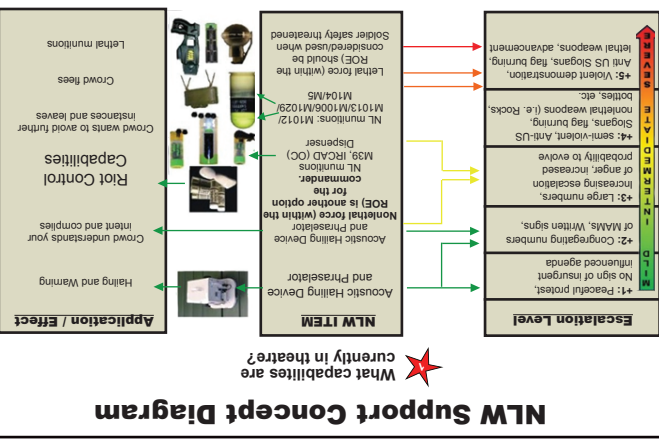 NLW Support Concept Diagram
What capabilites are
curently in theatre?
Escalation Level
+1: Peaceful protest,
No sign of insurgent
influenced agenda
+2: Congregating numbers
of MAMs, Written signs,
+3: Large numbers,
Increasing escalation
of anger, increased
probability to evolve
+4: semi-violent, Anti-US
Slogans, flag burning,
nonlethal weapons (i.e. Rocks,
bottles, etc.
+5: Violent demonstration,
Anti US Slogans, flag burning,
lethal weapons, advancement
MILD
INTERMEDIATE
SEVERE
NLW ITEM
Acoustic Hailing Device
and Phraselator
Acoustic Hailing Device
and Phraselator
Nonlethal force (within the
ROE) is another option
for the
commander.
M39, IRCAD (OC)
NL munitions
Dispenser
NL munitions: M1012/
M1013/M1006/M1029/
M104/M5
Lethal force (within the
ROE) should be
considered/used when
Soldier safety threatened
Application / Effect
Hailing and Warning
Crowd understands your
intent and complies
Riot Control
Capabilities
Crowd wants to avoid further
instances and leaves
Crowd flees
Lethal munitions